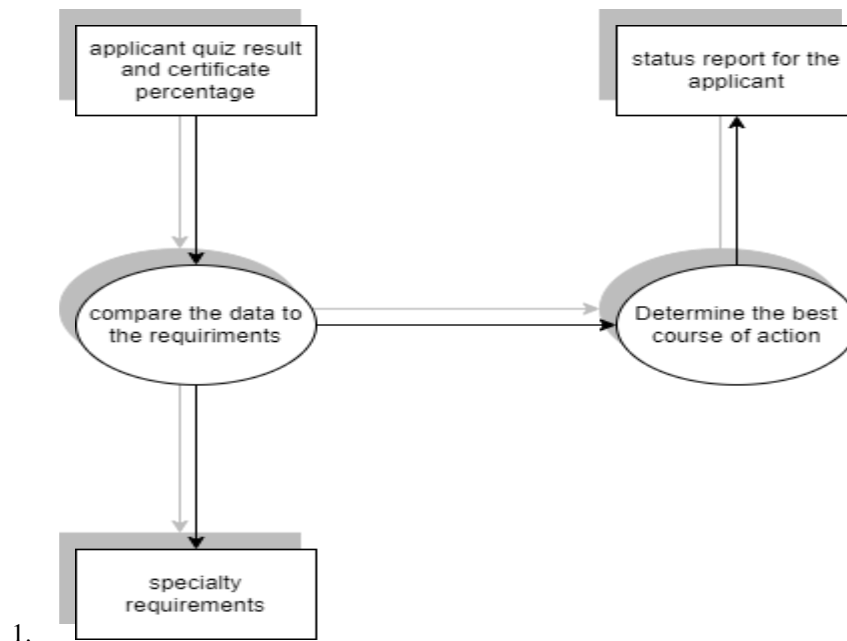 applicant quiz result
and certificate
percentage
status report for the
applicant
compare the data to
the requiriments
Determine the best
course of action
specialty
requirements
1.